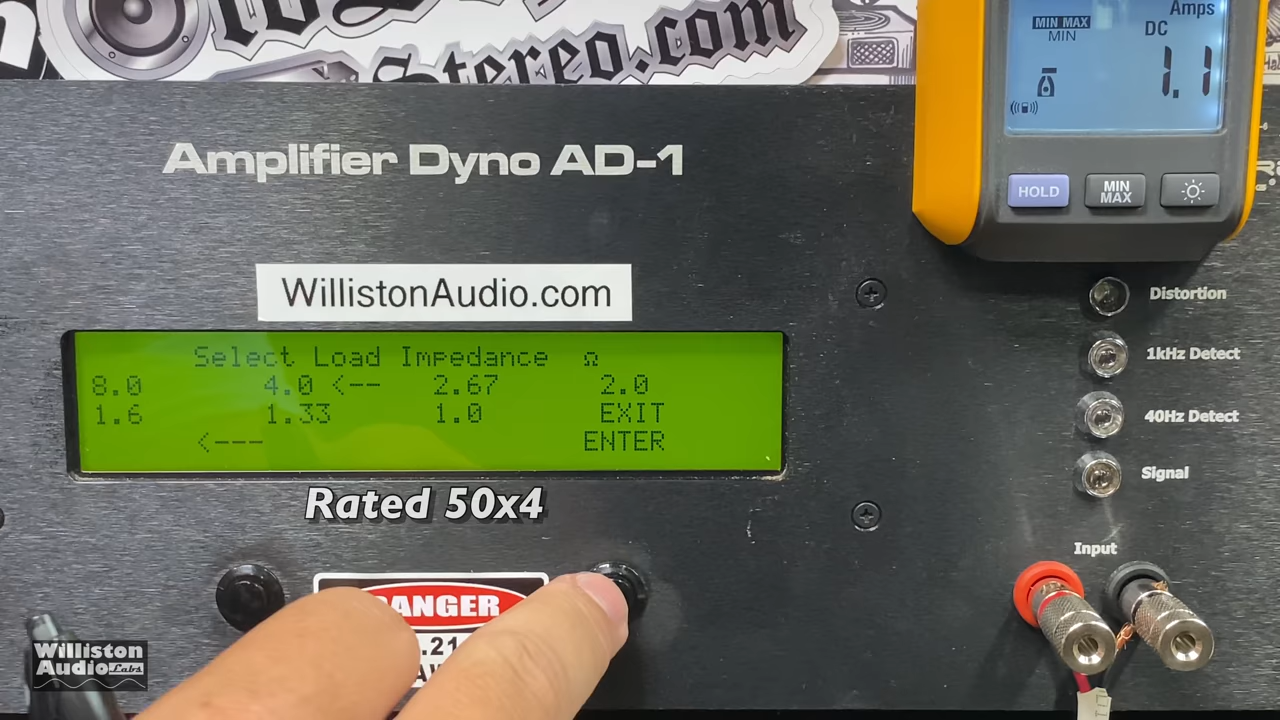 Stereo.com
Amps
MIN MAX
MIN
DC
1.1
HOLD
MIN
MAX
Amplifier Dyno AD-1
WillistonAudio.com
Select Load Impedance Ω
8.0 4.0 <-- 2.67 2.0
1.6 1.33 1.0 EXIT
<--- ENTER
Rated 50x4
Distortion
1kHz Detect
40Hz Detect
Signal
Input
DANGER
.21
Williston
Audio Labs